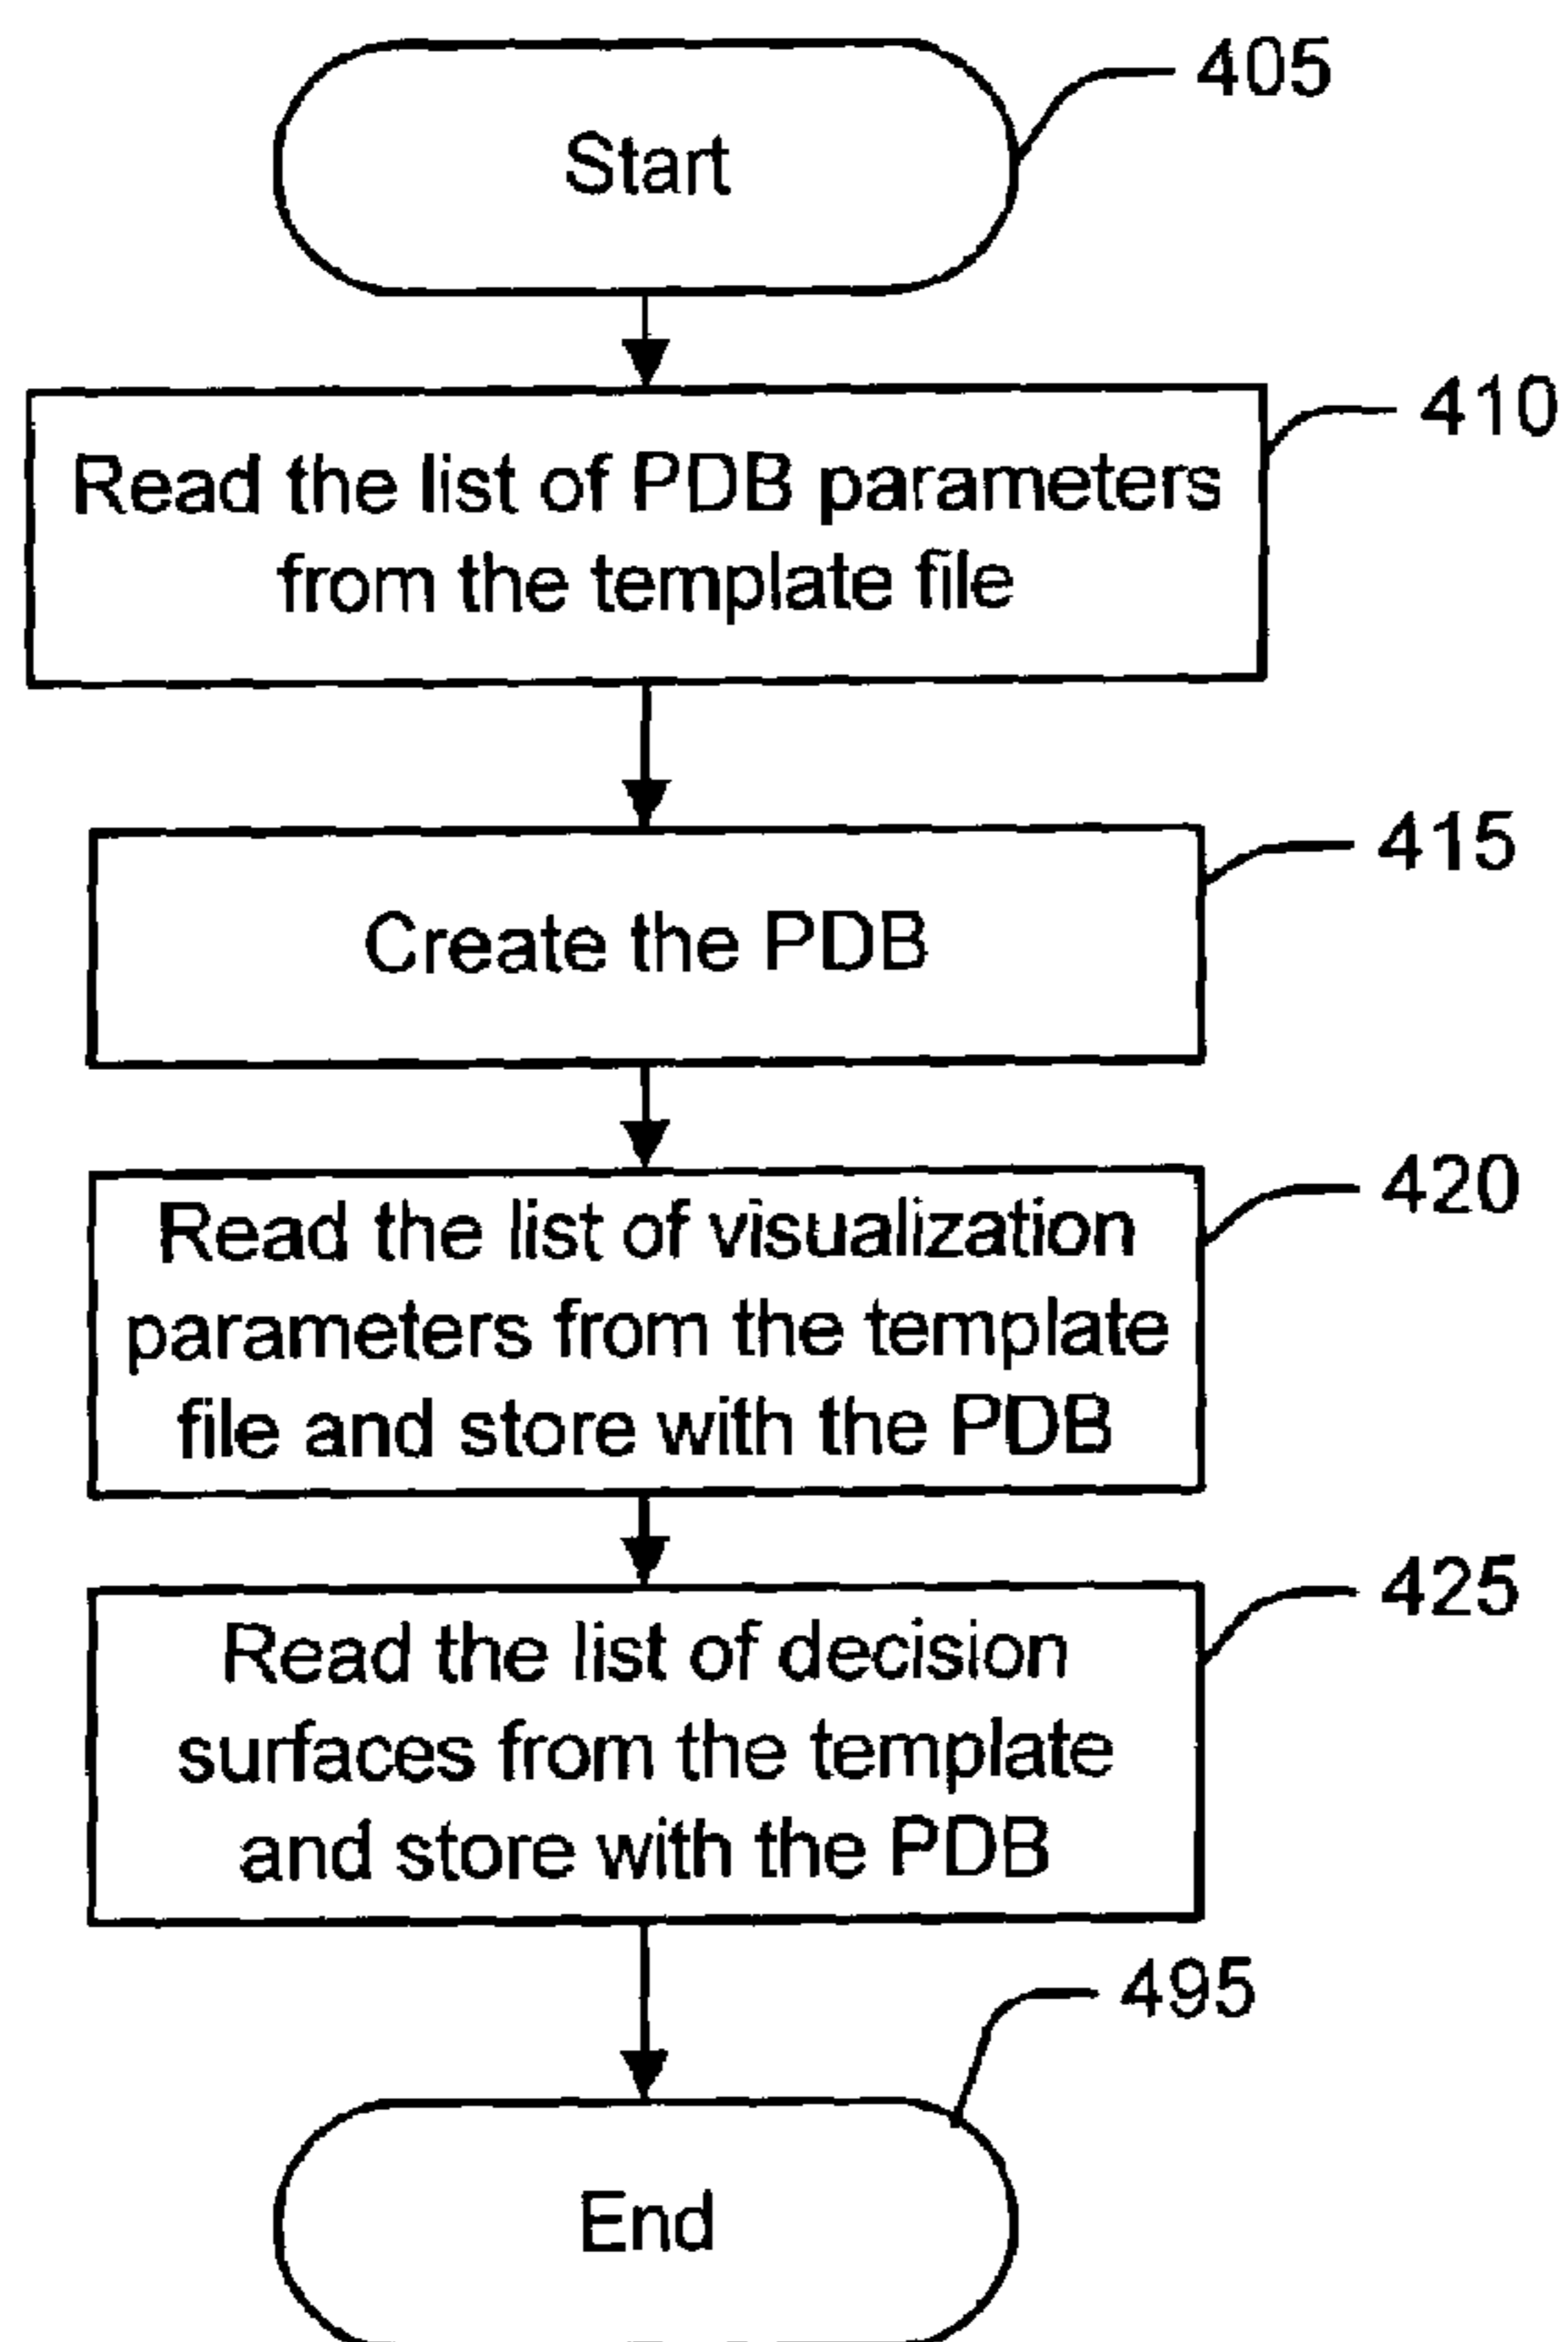 405
Start
410
Read the list of PDB parameters
from the template file
415
Create the PDB
420
Read the list of visualization
parameters from the template
file and store with the PDB
425
Read the list of decision
surfaces from the template
and store with the PDB
495
End